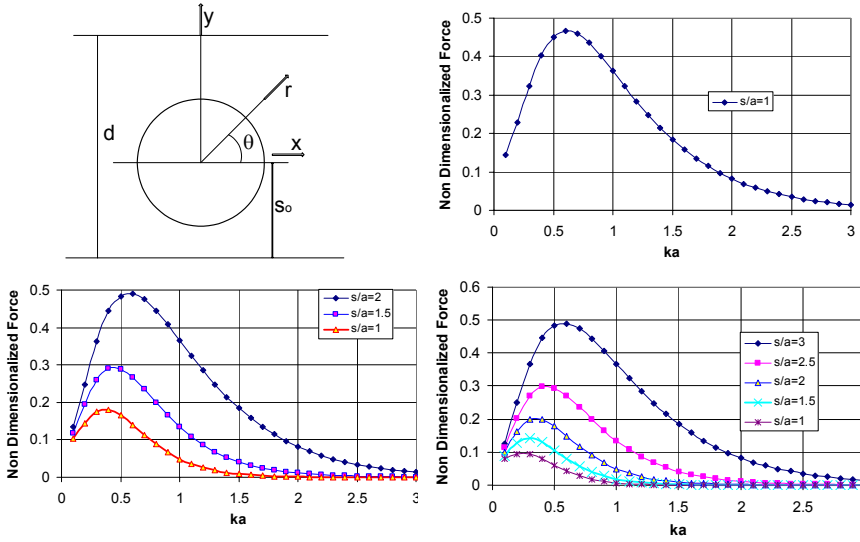 y
r
d
θ
x
so
Non Dimensionalized Force
0.5
0.4
0.3
0.2
0.1
0
0 0.5 1 1.5 2 2.5 3
ka
s/a=1
Non Dimensionalized Force
0.5
0.4
0.3
0.2
0.1
0
0 0.5 1 1.5 2 2.5 3
ka
s/a=2
s/a=1.5
s/a=1
Non Dimensionalized Force
0.6
0.5
0.4
0.3
0.2
0.1
0
0 0.5 1 1.5 2 2.5 3
ka
s/a=3
s/a=2.5
s/a=2
s/a=1.5
s/a=1